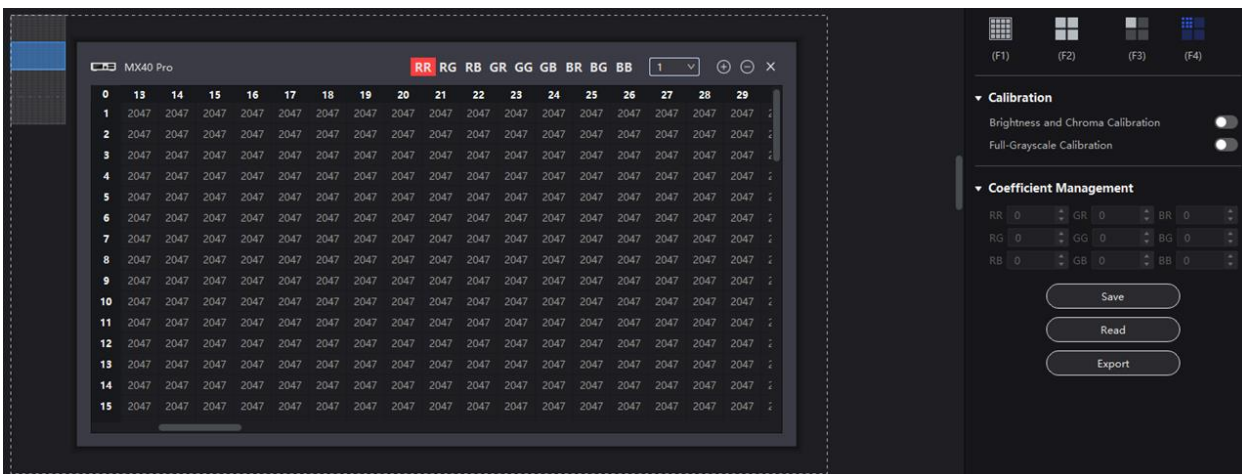 MX40 Pro RR RG RB GR GG GB BR BG BB 1
0 13 14 15 16 17 18 19 20 21 22 23 24 25 26 27 28 29
1 2047 2047 2047 2047 2047 2047 2047 2047 2047 2047 2047 2047 2047 2047 2047 2047 2047
2 2047 2047 2047 2047 2047 2047 2047 2047 2047 2047 2047 2047 2047 2047 2047 2047 2047
3 2047 2047 2047 2047 2047 2047 2047 2047 2047 2047 2047 2047 2047 2047 2047 2047 2047
4 2047 2047 2047 2047 2047 2047 2047 2047 2047 2047 2047 2047 2047 2047 2047 2047 2047
5 2047 2047 2047 2047 2047 2047 2047 2047 2047 2047 2047 2047 2047 2047 2047 2047 2047
6 2047 2047 2047 2047 2047 2047 2047 2047 2047 2047 2047 2047 2047 2047 2047 2047 2047
7 2047 2047 2047 2047 2047 2047 2047 2047 2047 2047 2047 2047 2047 2047 2047 2047 2047
8 2047 2047 2047 2047 2047 2047 2047 2047 2047 2047 2047 2047 2047 2047 2047 2047 2047
9 2047 2047 2047 2047 2047 2047 2047 2047 2047 2047 2047 2047 2047 2047 2047 2047 2047
10 2047 2047 2047 2047 2047 2047 2047 2047 2047 2047 2047 2047 2047 2047 2047 2047 2047
11 2047 2047 2047 2047 2047 2047 2047 2047 2047 2047 2047 2047 2047 2047 2047 2047 2047
12 2047 2047 2047 2047 2047 2047 2047 2047 2047 2047 2047 2047 2047 2047 2047 2047 2047
13 2047 2047 2047 2047 2047 2047 2047 2047 2047 2047 2047 2047 2047 2047 2047 2047 2047
14 2047 2047 2047 2047 2047 2047 2047 2047 2047 2047 2047 2047 2047 2047 2047 2047 2047
15 2047 2047 2047 2047 2047 2047 2047 2047 2047 2047 2047 2047 2047 2047 2047 2047 2047
(F1) (F2) (F3) (F4)
Calibration
Brightness and Chroma Calibration
Full-Grayscale Calibration
Coefficient Management
RR 0 GR 0 BR 0
RG 0 GG 0 BG 0
RB 0 GB 0 BB 0
Save
Read
Export